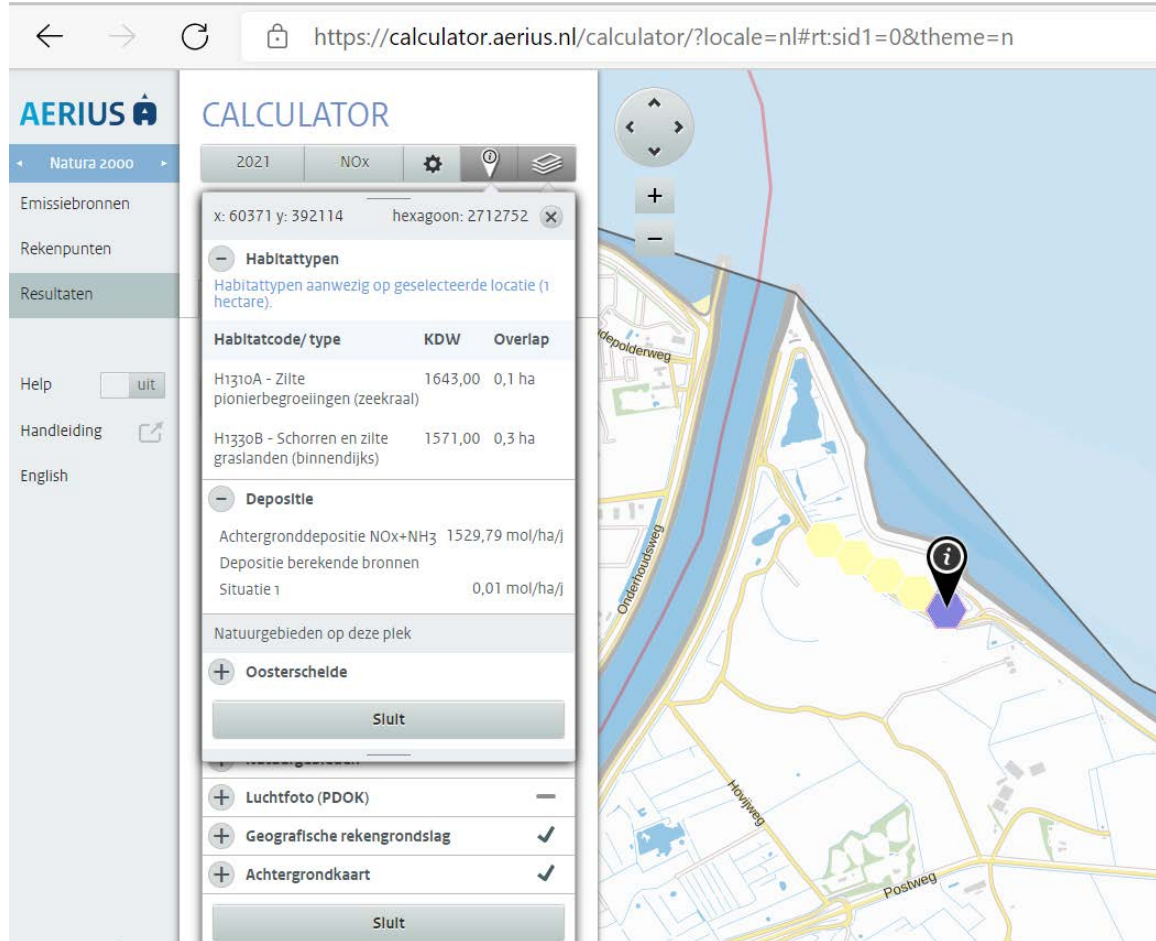 https://calculator.aerius.nl/calculator/?locale=nl#rt:sid1=0&theme=n
AERIUS
Natura 2000
Emissiebronnen
Rekenpunten
Resultaten
Help uit
Handleiding
English
CALCULATOR
2021 NOx
x: 60371 y: 392114 hexagoon: 2712752
Habitattypen
Habitattypen aanwezig op geselecteerde locatie (1
hectare).
Habitatcode/ type KDW Overlap
H1310A - Zilte 1643,00 0,1 ha
pionierbegroeiingen (zeekraal)
H1330B - Schorren en zilte 1571,00 0,3 ha
graslanden (binnendijks)
Depositie
Achtergronddepositie NOx+NH3 1529,79 mol/ha/j
Depositie berekende bronnen
Situatie 1 0,01 mol/ha/j
Natuurgebieden op deze plek
Oosterschelde
Sluit
Natuurgebieden
Luchtfoto (PDOK)
Geografische rekengrondslag
Achtergrondkaart
Sluit
udepolderweg
Onderhoudsweg
Hovijweg
Postweg